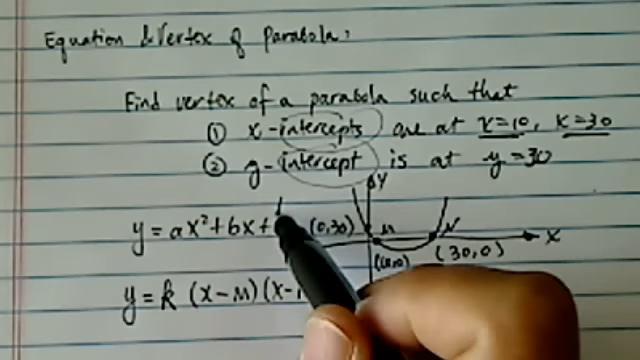 Equation & Vertex of Parabola:
Find vertex of a parabola such that
① x-intercepts are at x=10, x=30
② y-intercept is at y=30
y
y = ax² + bx + (0,30) M N x
(10,0) (30,0)
y = k (x-M)(x-